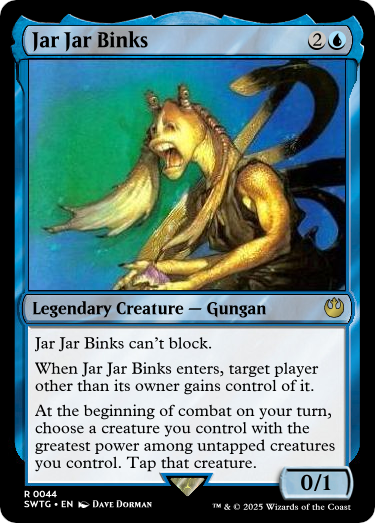 Jar Jar Binks 2
Legendary Creature — Gungan
Jar Jar Binks can't block.
When Jar Jar Binks enters, target player
other than its owner gains control of it.
At the beginning of combat on your turn,
choose a creature you control with the
greatest power among untapped creatures
you control. Tap that creature.
0/1
R 0044
SWTG • EN Dave Dorman
™ & © 2025 Wizards of the Coast